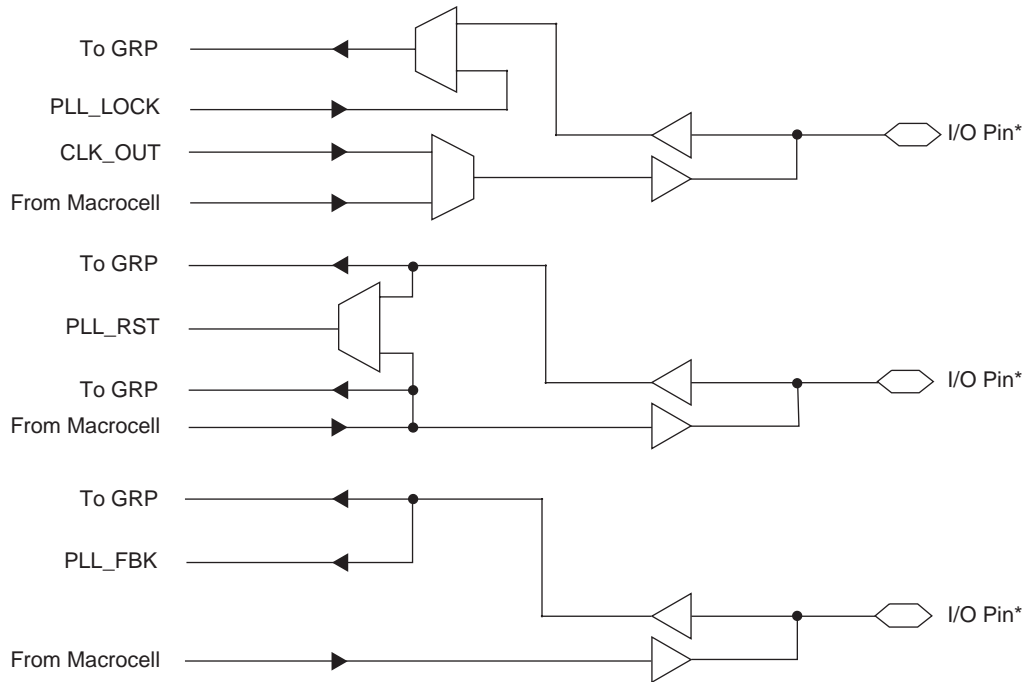 To GRP
PLL_LOCK
CLK_OUT
From Macrocell
I/O Pin*
To GRP
PLL_RST
To GRP
From Macrocell
I/O Pin*
To GRP
PLL_FBK
From Macrocell
I/O Pin*